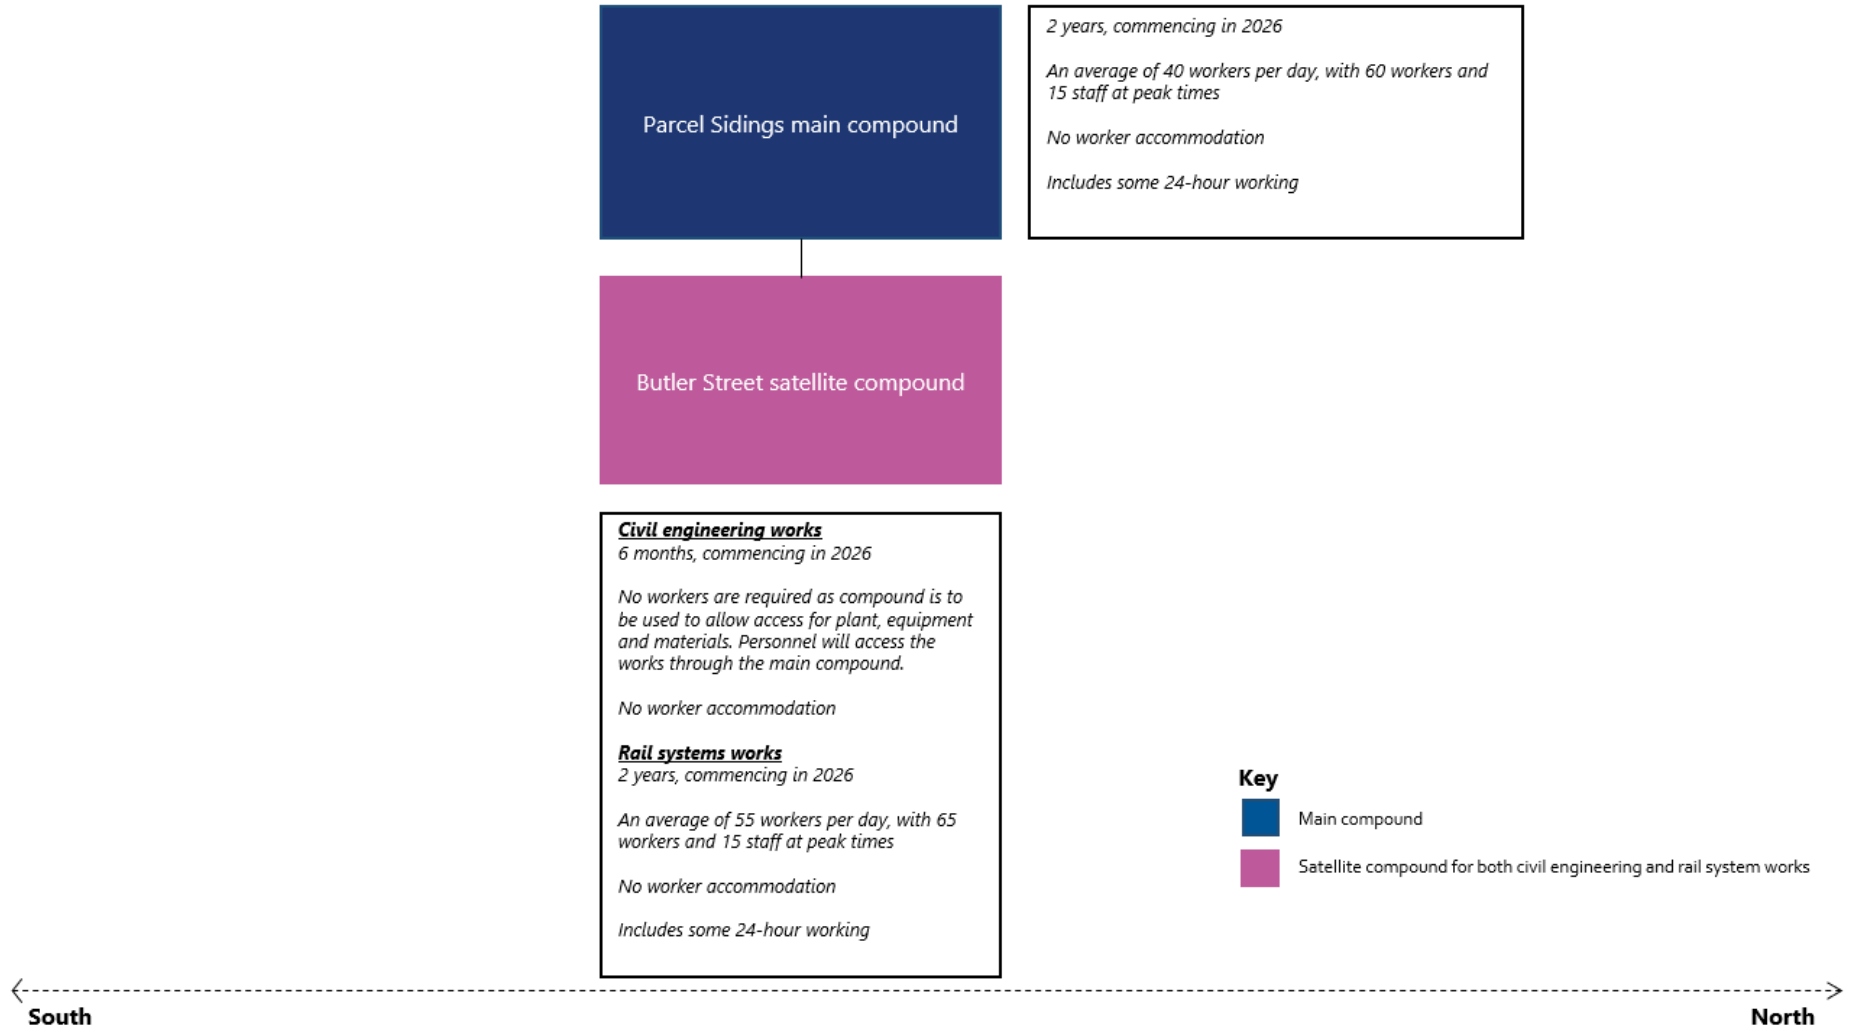 Parcel Sidings main compound
2 years, commencing in 2026
An average of 40 workers per day, with 60 workers and
15 staff at peak times
No worker accommodation
Includes some 24-hour working
Butler Street satellite compound
Civil engineering works
6 months, commencing in 2026
No workers are required as compound is to
be used to allow access for plant, equipment
and materials. Personnel will access the
works through the main compound.
No worker accommodation
Rail systems works
2 years, commencing in 2026
An average of 55 workers per day, with 65
workers and 15 staff at peak times
No worker accommodation
Includes some 24-hour working
Key
Main compound
Satellite compound for both civil engineering and rail system works
South
North